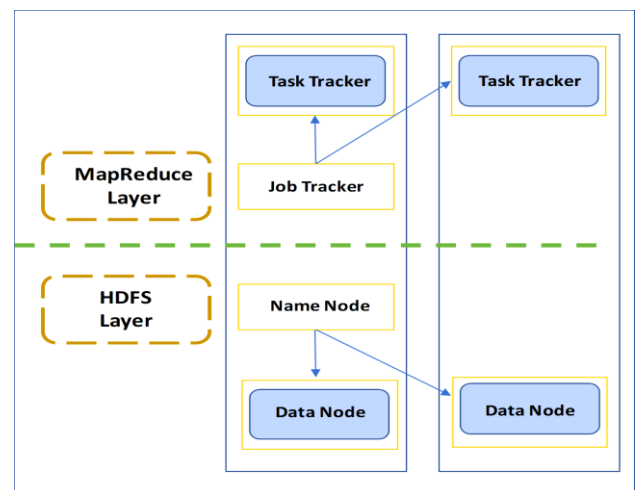 Task Tracker
Task Tracker
MapReduce
Layer
Job Tracker
HDFS
Layer
Name Node
Data Node
Data Node